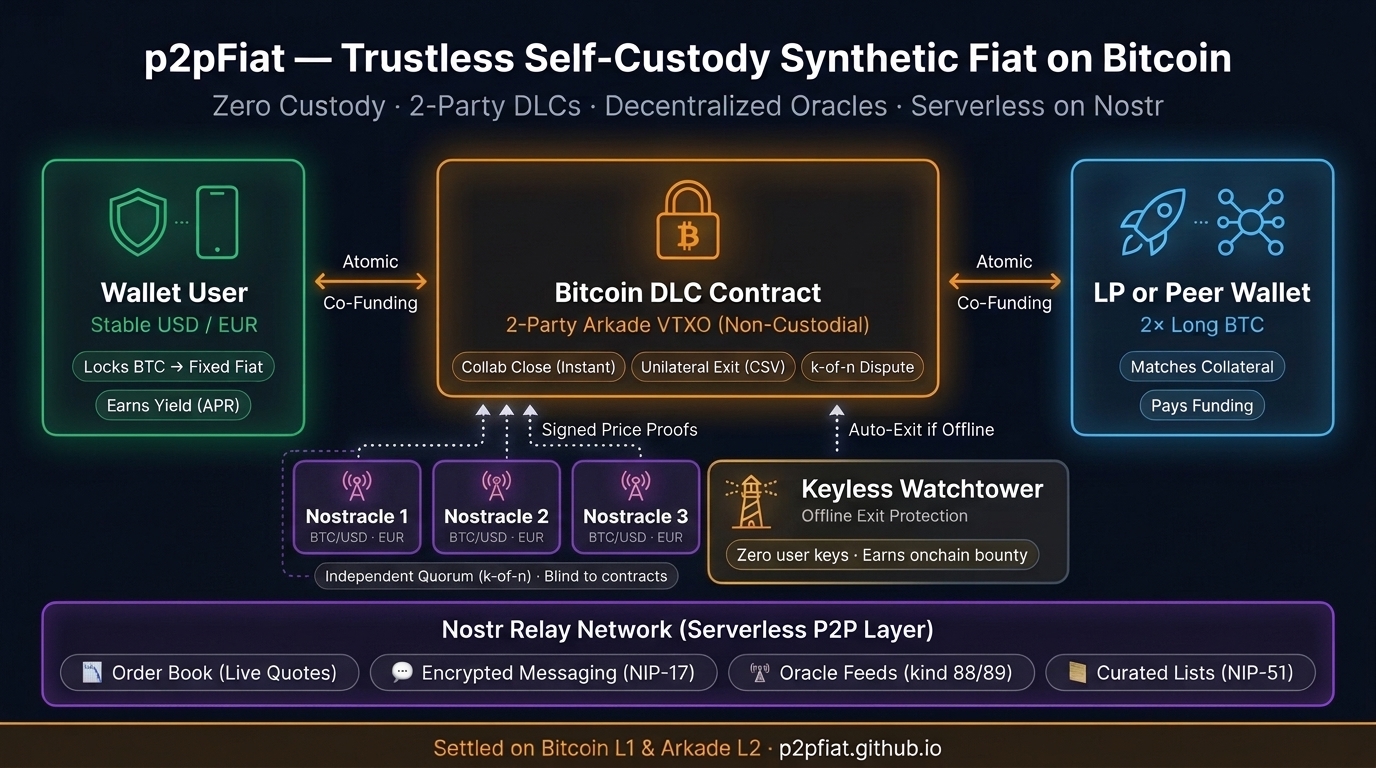 p2pFiat — Trustless Self-Custody Synthetic Fiat on Bitcoin
Zero Custody · 2-Party DLCs · Decentralized Oracles · Serverless on Nostr
Wallet User
Stable USD / EUR
Locks BTC → Fixed Fiat
Earns Yield (APR)
Atomic
Co-Funding
Bitcoin DLC Contract
2-Party Arkade VTXO (Non-Custodial)
Collab Close (Instant)
Unilateral Exit (CSV)
k-of-n Dispute
Atomic
Co-Funding
LP or Peer Wallet
2× Long BTC
Matches Collateral
Pays Funding
Signed Price Proofs
Auto-Exit if Offline
Nostracle 1
BTC/USD · EUR
Nostracle 2
BTC/USD · EUR
Nostracle 3
BTC/USD · EUR
Independent Quorum (k-of-n) · Blind to contracts
Keyless Watchtower
Offline Exit Protection
Zero user keys · Earns onchain bounty
Nostr Relay Network (Serverless P2P Layer)
Order Book (Live Quotes)
Encrypted Messaging (NIP-17)
Oracle Feeds (kind 88/89)
Curated Lists (NIP-51)
Settled on Bitcoin L1 & Arkade L2 · p2pfiat.github.io